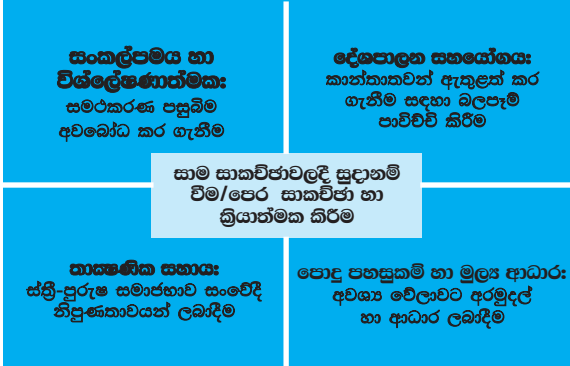 සංකල්පමය හා
විශ්ලේෂණාත්මක:
සමථකරණ පසුබිම
අවබෝධ කර ගැනීම
දේශපාලන සහයෝගය:
කාන්තාතවන් ඇතුළත් කර
ගැනීම සඳහා බලපෑම්
පාවිච්චි කිරීම
සාම සාකච්ඡාවලදී සුදානම්
වීම/පෙර සාකච්ඡා හා
ක්‍රියාත්මක කිරීම
තාක්‍ෂණික සහාය:
ස්ත්‍රී-පුරුෂ සමාජභාව සංවේදී
නිපුණතාවයන් ලබාදීම
පොදු පහසුකම් හා මුල්‍ය ආධාර:
අවශ්‍ය වේලාවට අරමුදල්
හා ආධාර ලබාදීම